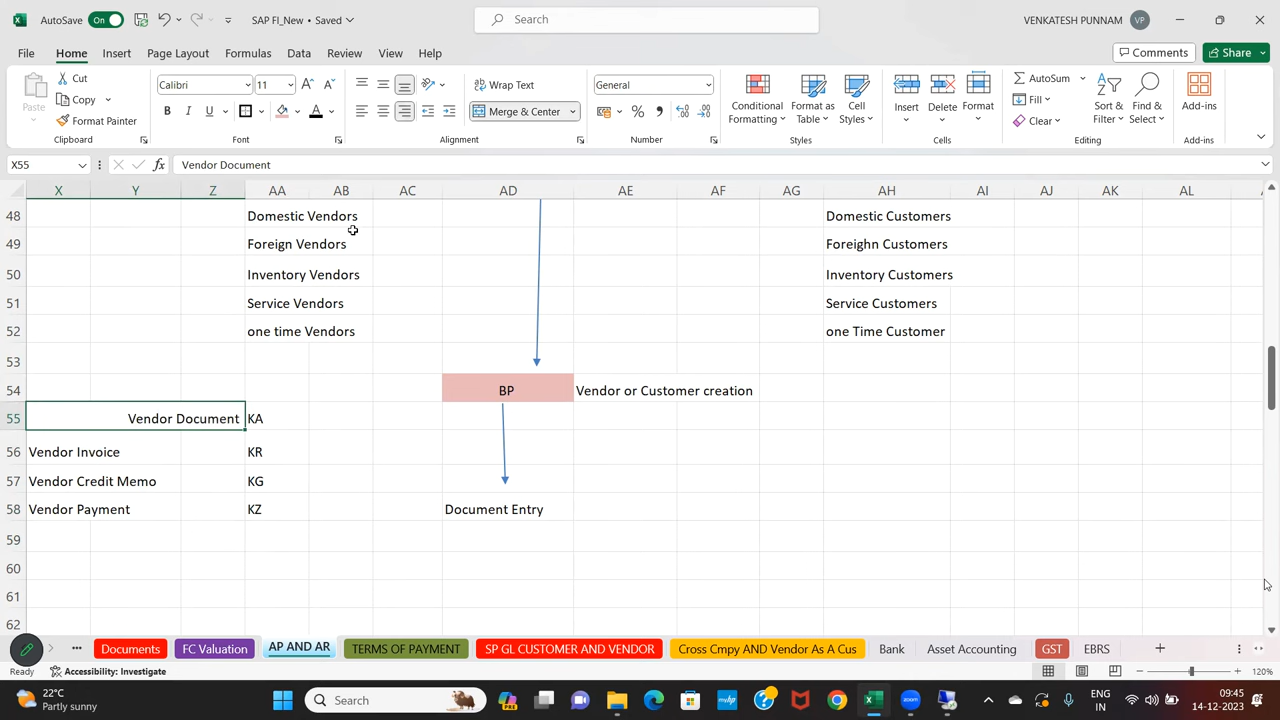 AutoSave On SAP FI_New • Saved Search VENKATESH PUNNAM VP
File Home Insert Page Layout Formulas Data Review View Help Comments Share
Paste Cut Copy Format Painter Clipboard
Calibri 11 B I U A Font
Wrap Text Merge & Center Alignment
General % Number
Conditional Formatting Format as Table Cell Styles Styles
Insert Delete Format Cells
AutoSum Fill Clear Sort & Filter Find & Select Editing
Add-ins Add-ins
X55 fx Vendor Document
X Y Z AA AB AC AD AE AF AG AH AI AJ AK AL
48 Domestic Vendors Domestic Customers
49 Foreign Vendors Foreighn Customers
50 Inventory Vendors Inventory Customers
51 Service Vendors Service Customers
52 one time Vendors one Time Customer
53
54 BP Vendor or Customer creation
55 Vendor Document KA
56 Vendor Invoice KR
57 Vendor Credit Memo KG
58 Vendor Payment KZ Document Entry
59
60
61
62
Documents FC Valuation AP AND AR TERMS OF PAYMENT SP GL CUSTOMER AND VENDOR Cross Cmpy AND Vendor As A Cus Bank Asset Accounting GST EBRS
Ready Accessibility: Investigate 120%
22°C Partly sunny Search PRE mhp zoom ENG IN 09:45 14-12-2023